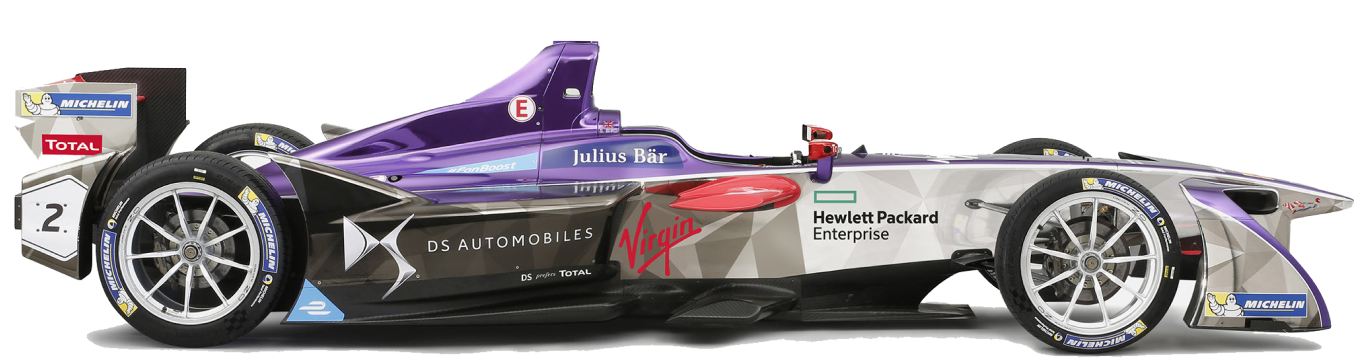 MICHELIN
TOTAL
2
E
#FanBoost
Julius Bär
DS AUTOMOBILES
DS prefers TOTAL
Virgin
Hewlett Packard
Enterprise
MICHELIN
MICHELIN
MICHELIN
MICHELIN
MICHELIN